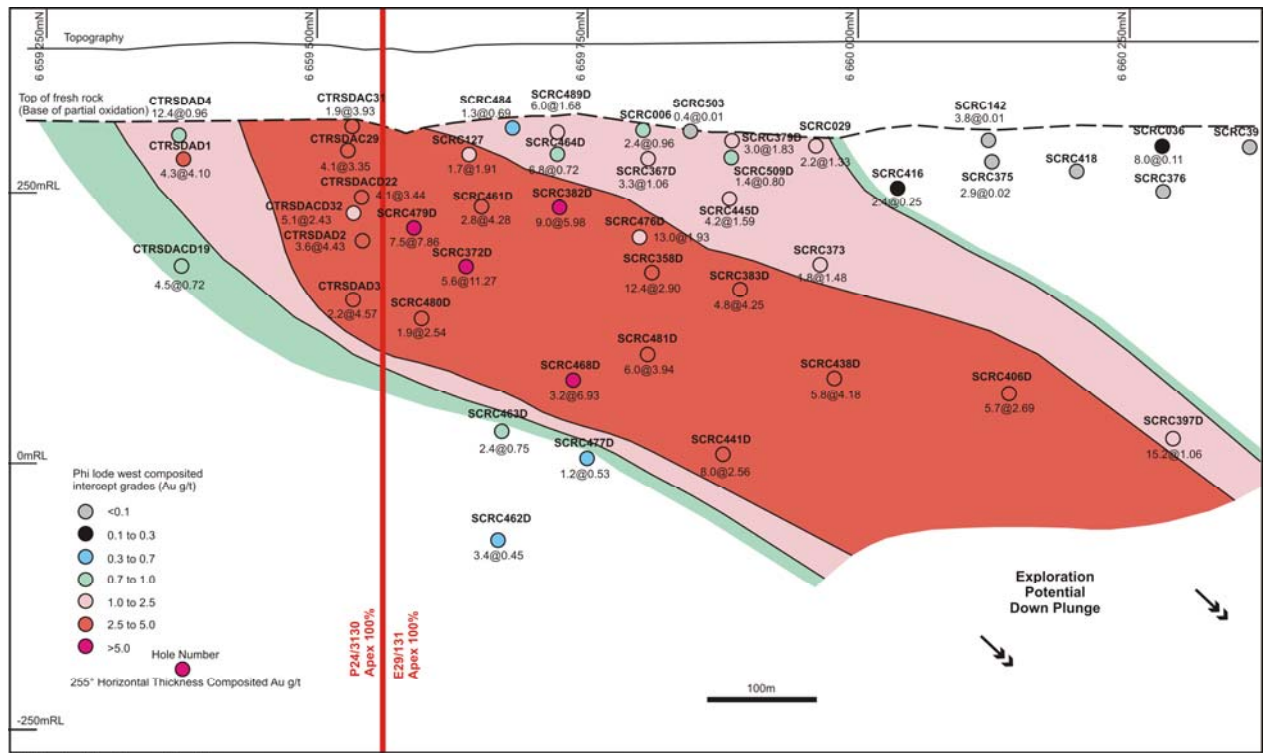 6 659 250mN
6 659 500mN
6 659 750mN
6 660 000mN
6 660 250mN
Topography
Top of fresh rock
(Base of partial oxidation)
CTRSDAD4
12.4@0.96
CTRSDAC31
1.9@3.93
SCRC484
1.3@0.69
SCRC489D
6.0@1.68
SCRC006
2.4@0.96
SCRC503
0.4@0.01
SCRC379D
3.0@1.83
SCRC029
2.2@1.33
SCRC142
3.8@0.01
SCRC036
8.0@0.11
SCRC39
CTRSDAD1
4.3@4.10
CTRSDAC29
4.1@3.35
SCRC127
1.7@1.91
SCRC464D
6.8@0.72
SCRC367D
3.3@1.06
SCRC509D
1.4@0.80
SCRC416
2.4@0.25
SCRC375
2.9@0.02
SCRC418
SCRC376
250mRL
CTRSDACD22
4.1@3.44
CTRSDACD32
5.1@2.43
SCRC479D
7.5@7.86
SCRC461D
2.8@4.28
SCRC382D
9.0@5.98
SCRC445D
4.2@1.59
CTRSDAD2
3.6@4.43
SCRC476D
13.0@1.93
CTRSDACD19
4.5@0.72
SCRC372D
5.6@11.27
SCRC358D
12.4@2.90
SCRC383D
4.8@4.25
SCRC373
1.8@1.48
CTRSDAD3
2.2@4.57
SCRC480D
1.9@2.54
SCRC481D
6.0@3.94
SCRC468D
3.2@6.93
SCRC438D
5.8@4.18
SCRC406D
5.7@2.69
SCRC463D
2.4@0.75
SCRC477D
1.2@0.53
SCRC441D
8.0@2.56
SCRC397D
15.2@1.06
0mRL
SCRC462D
3.4@0.45
Phi lode west composited
intercept grades (Au g/t)
<0.1
0.1 to 0.3
0.3 to 0.7
0.7 to 1.0
1.0 to 2.5
2.5 to 5.0
>5.0
Hole Number
255° Horizontal Thickness Composited Au g/t
P24/3130
Apex 100%
E29/131
Apex 100%
Exploration
Potential
Down Plunge
100m
-250mRL